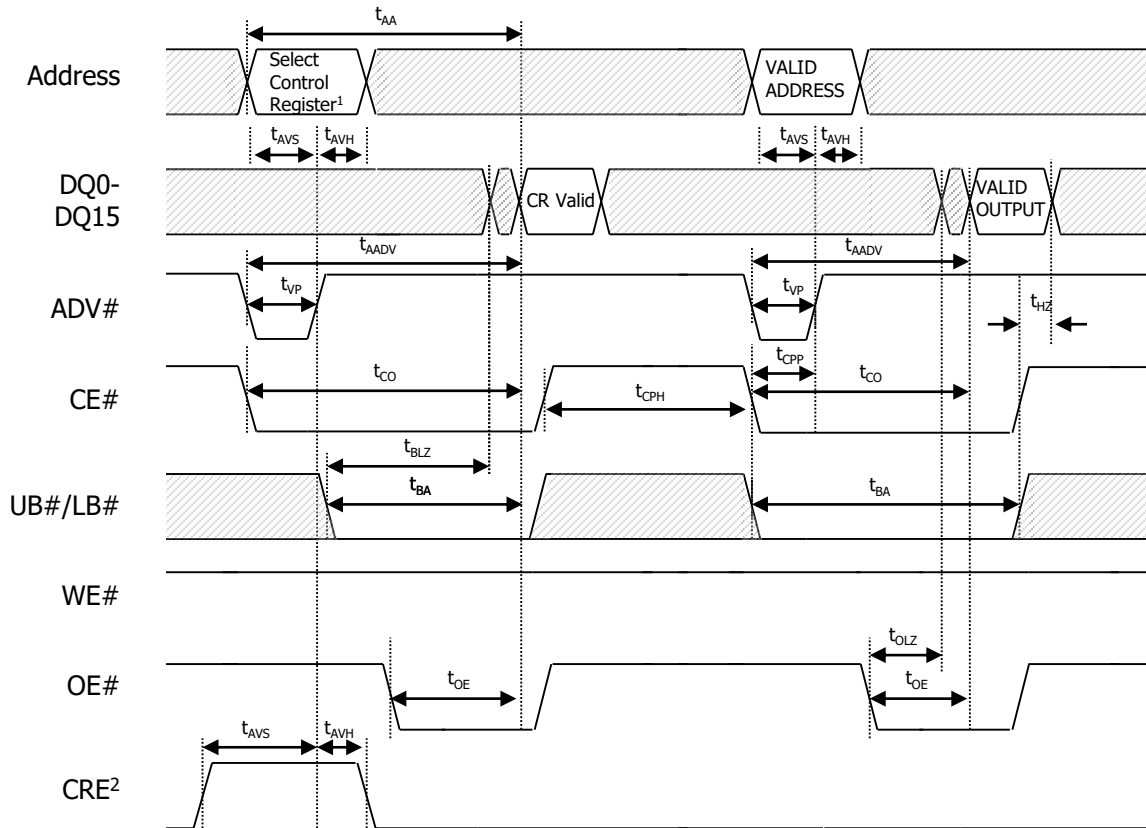 tAA
Address
Select
Control
Register¹
VALID
ADDRESS
tAVS
tAVH
tAVS
tAVH
DQ0-
DQ15
CR Valid
VALID
OUTPUT
tAADV
tAADV
ADV#
tVP
tVP
tHZ
CE#
tCO
tCPH
tCPP
tCO
tBLZ
UB#/LB#
tBA
tBA
WE#
tOLZ
OE#
tOE
tOE
tAVS
tAVH
CRE²